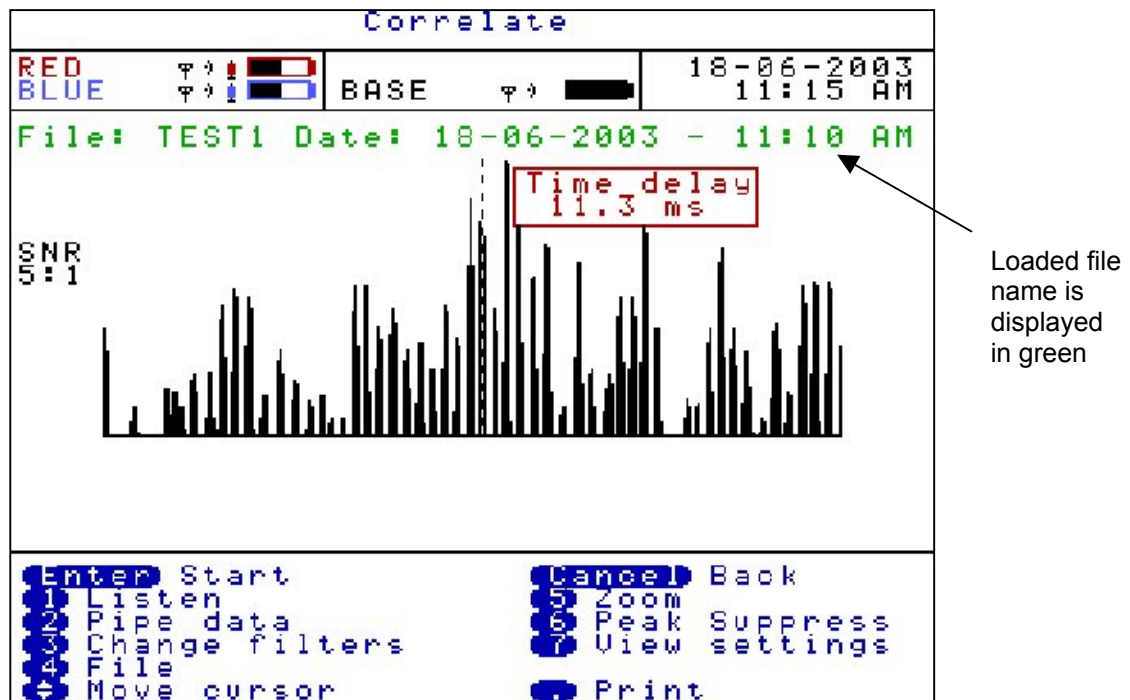 Correlate
RED
BLUE
BASE
18-06-2003
11:15 AM
File: TEST1 Date: 18-06-2003 - 11:10 AM
Time delay
11.3 ms
SNR
5:1
Loaded file
name is
displayed
in green
Enter Start
1 Listen
2 Pipe data
3 Change filters
4 File
Move cursor
Cancel Back
5 Zoom
6 Peak Suppress
7 View settings
. Print